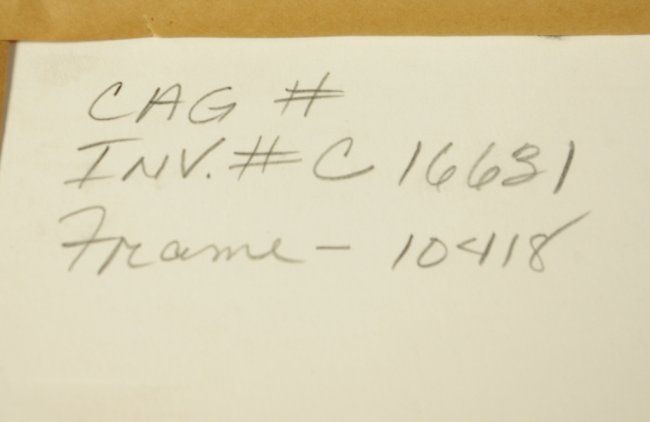 CAG #
INV. # C 16631
Frame - 10418